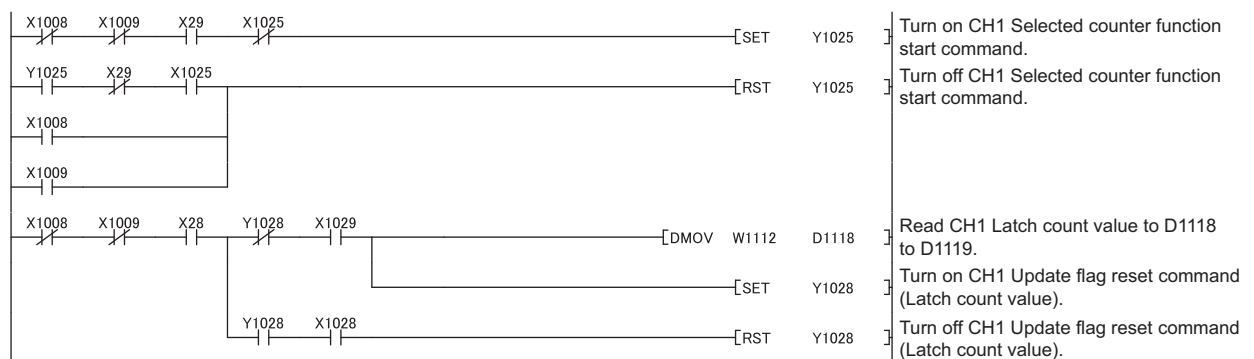 X1008 X1009 X29 X1025
SET Y1025
Turn on CH1 Selected counter function
start command.
Y1025 X29 X1025
RST Y1025
Turn off CH1 Selected counter function
start command.
X1008
X1009
X1008 X1009 X28 Y1028 X1029
DMOV W1112 D1118
Read CH1 Latch count value to D1118
to D1119.
SET Y1028
Turn on CH1 Update flag reset command
(Latch count value).
Y1028 X1028
RST Y1028
Turn off CH1 Update flag reset command
(Latch count value).